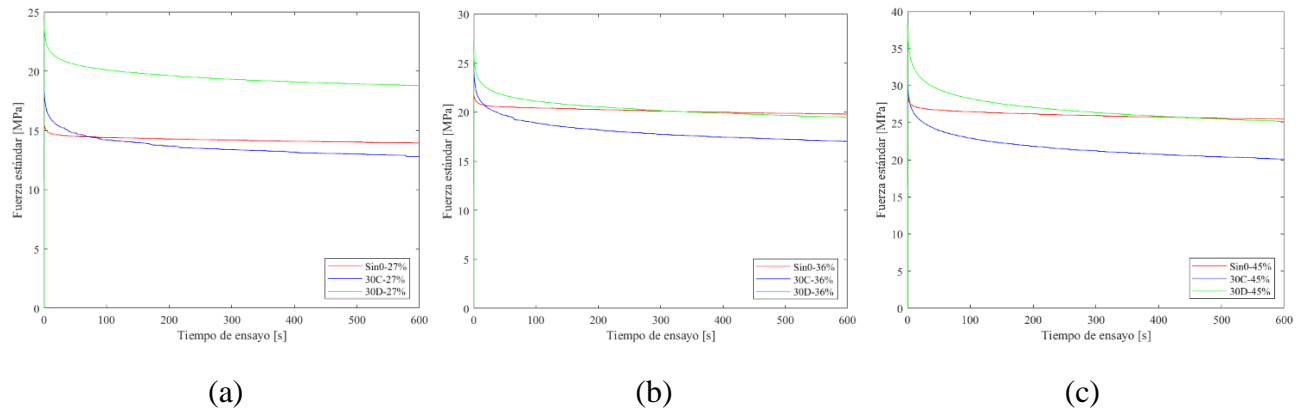 25
20
15
10
5
0
Fuerza estándar [MPa]
0 100 200 300 400 500 600
Tiempo de ensayo [s]
Sin0-27%
30C-27%
30D-27%
(a)
30
25
20
15
10
5
0
Fuerza estándar [MPa]
0 100 200 300 400 500 600
Tiempo de ensayo [s]
Sin0-36%
30C-36%
30D-36%
(b)
40
35
30
25
20
15
10
5
0
Fuerza estándar [MPa]
0 100 200 300 400 500 600
Tiempo de ensayo [s]
Sin0-45%
30C-45%
30D-45%
(c)